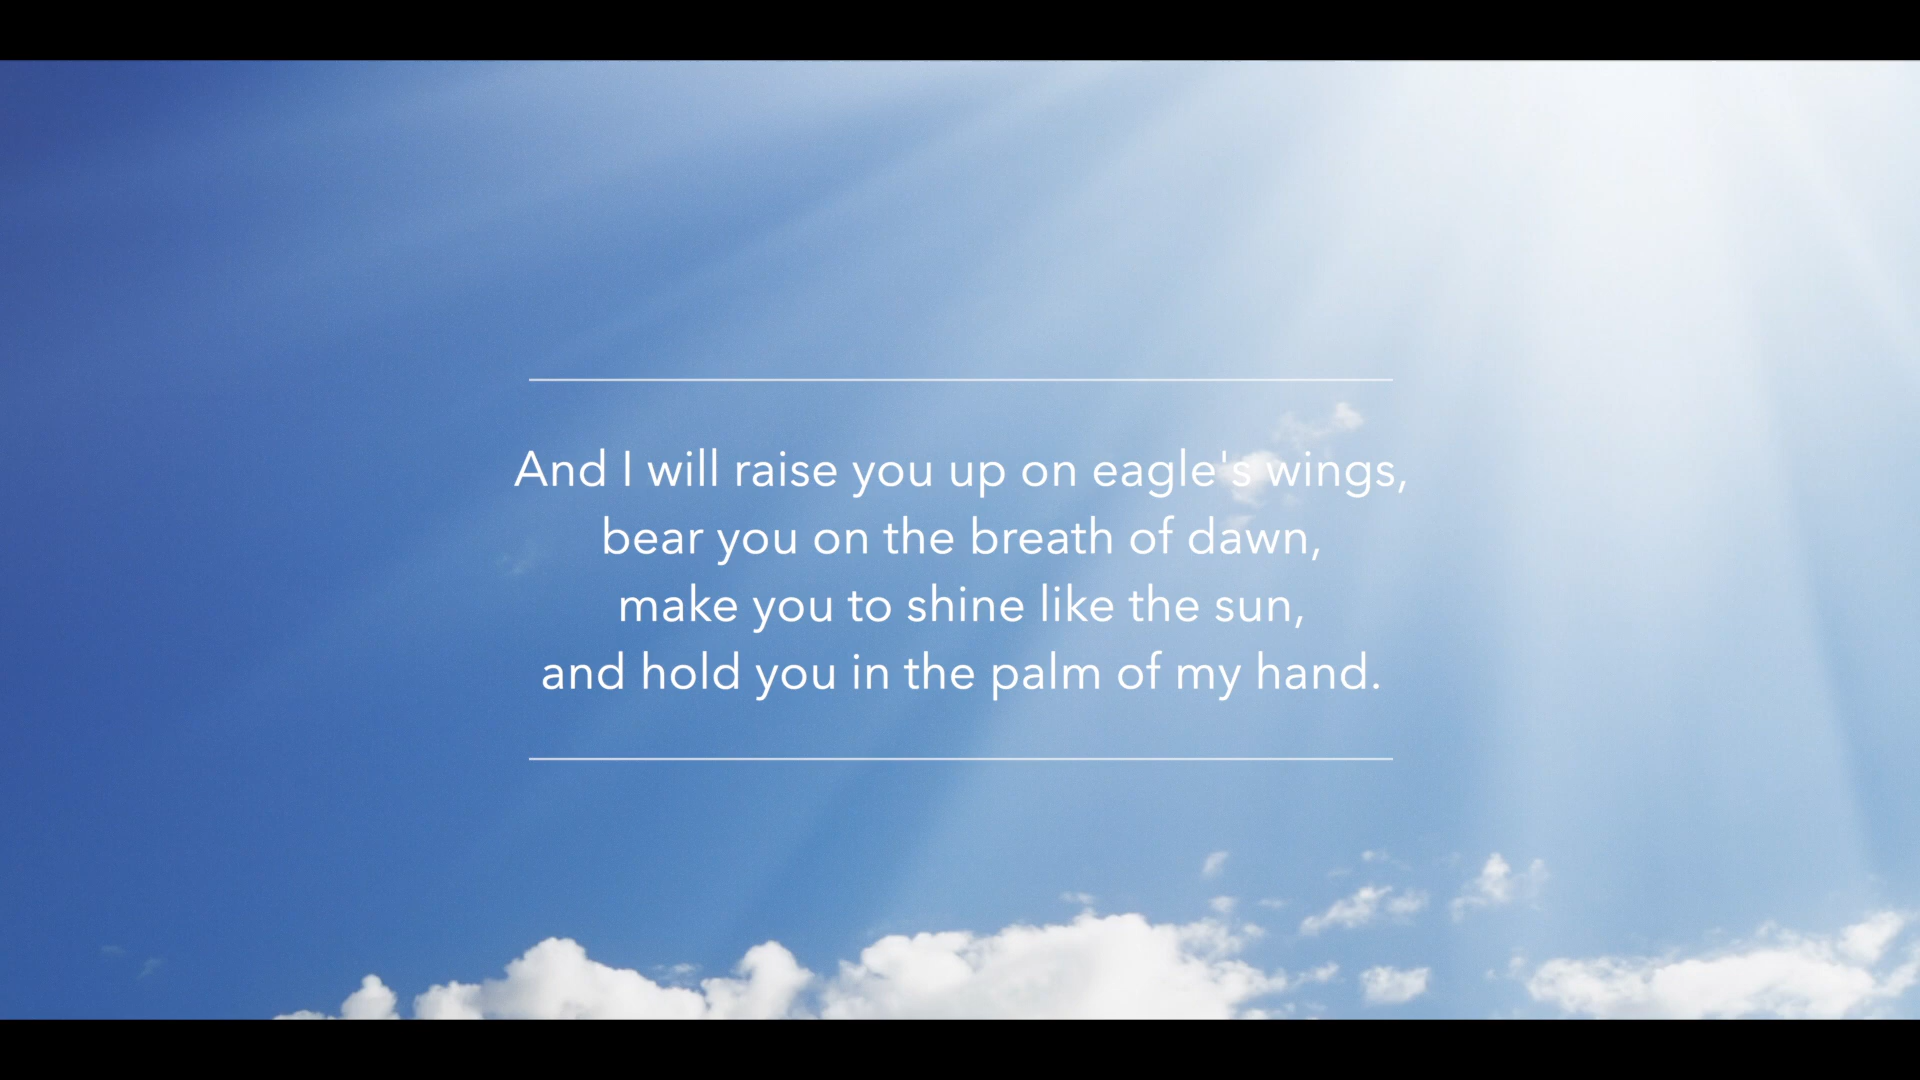 And I will raise you up on eagle's wings,
bear you on the breath of dawn,
make you to shine like the sun,
and hold you in the palm of my hand.